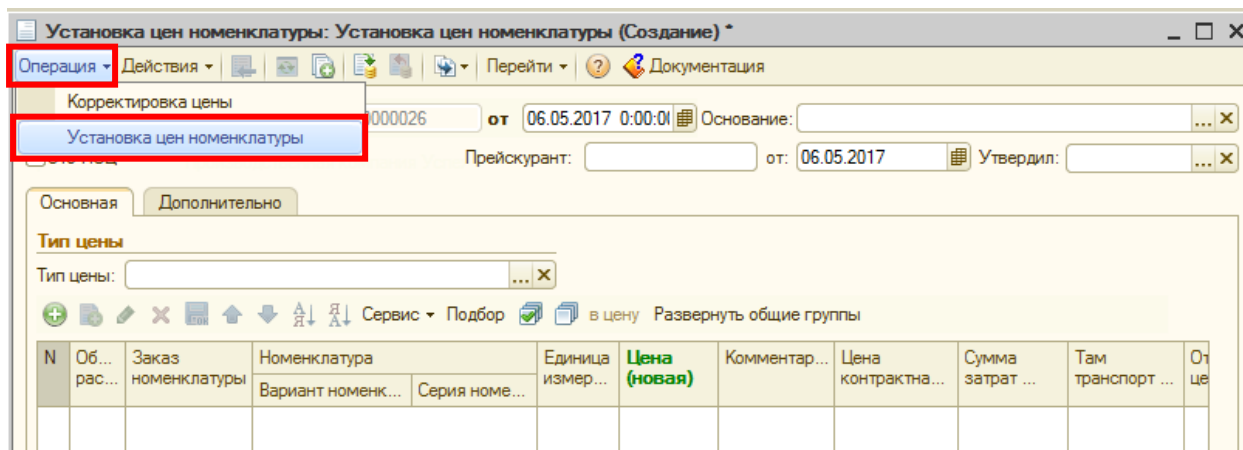 Установка цен номенклатуры: Установка цен номенклатуры (Создание) *
Операция Действия Перейти Документация
Корректировка цены
0000026 от 06.05.2017 0:00:0 Основание: ...
Установка цен номенклатуры
Прейскурант: от: 06.05.2017 Утвердил: ...
Основная Дополнительно
Тип цены
Тип цены: ...
Сервис Подбор в цену Развернуть общие группы
N Об... рас... Заказ номенклатуры Номенклатура Единица измер... Цена (новая) Комментар... Цена контрактна... Сумма затрат ... Там транспорт ... От це
Вариант номенк... Серия номе...